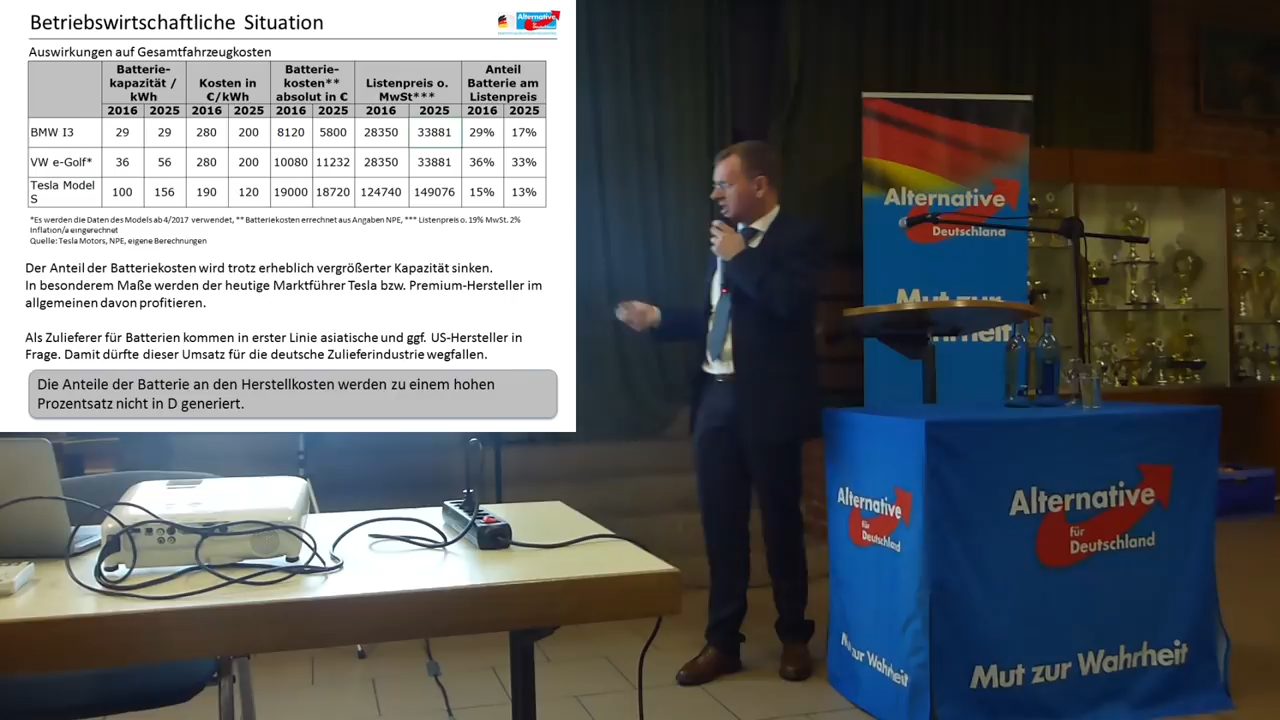 Betriebswirtschaftliche Situation
Alternative
Auswirkungen auf Gesamtfahrzeugkosten
Batterie-kapazität / kWh | Kosten in €/kWh | Batterie-kosten** absolut in € | Listenpreis o. MwSt*** | Anteil Batterie am Listenpreis
2016 2025 2016 2025 2016 2025 2016 2025 2016 2025
BMW I3 29 29 280 200 8120 5800 28350 33881 29% 17%
VW e-Golf* 36 56 280 200 10080 11232 28350 33881 36% 33%
Tesla Model S 100 156 190 120 19000 18720 124740 149076 15% 13%
*Es werden die Daten des Models ab 4/2017 verwendet, ** Batteriekosten errechnet aus Angaben NPE, *** Listenpreis o. 19% MwSt. 2%
Inflation/a eingerechnet
Quelle: Tesla Motors, NPE, eigene Berechnungen
Der Anteil der Batteriekosten wird trotz erheblich vergrößerter Kapazität sinken.
In besonderem Maße werden der heutige Marktführer Tesla bzw. Premium-Hersteller im
allgemeinen davon profitieren.
Als Zulieferer für Batterien kommen in erster Linie asiatische und ggf. US-Hersteller in
Frage. Damit dürfte dieser Umsatz für die deutsche Zulieferindustrie wegfallen.
Die Anteile der Batterie an den Herstellkosten werden zu einem hohen
Prozentsatz nicht in D generiert.
Alternative
Deutschland
Mut zur
Alternative
für
Deutschland
Mut zur Wahrheit
Alternative
für
Deutschland
Mut zur Wahrheit